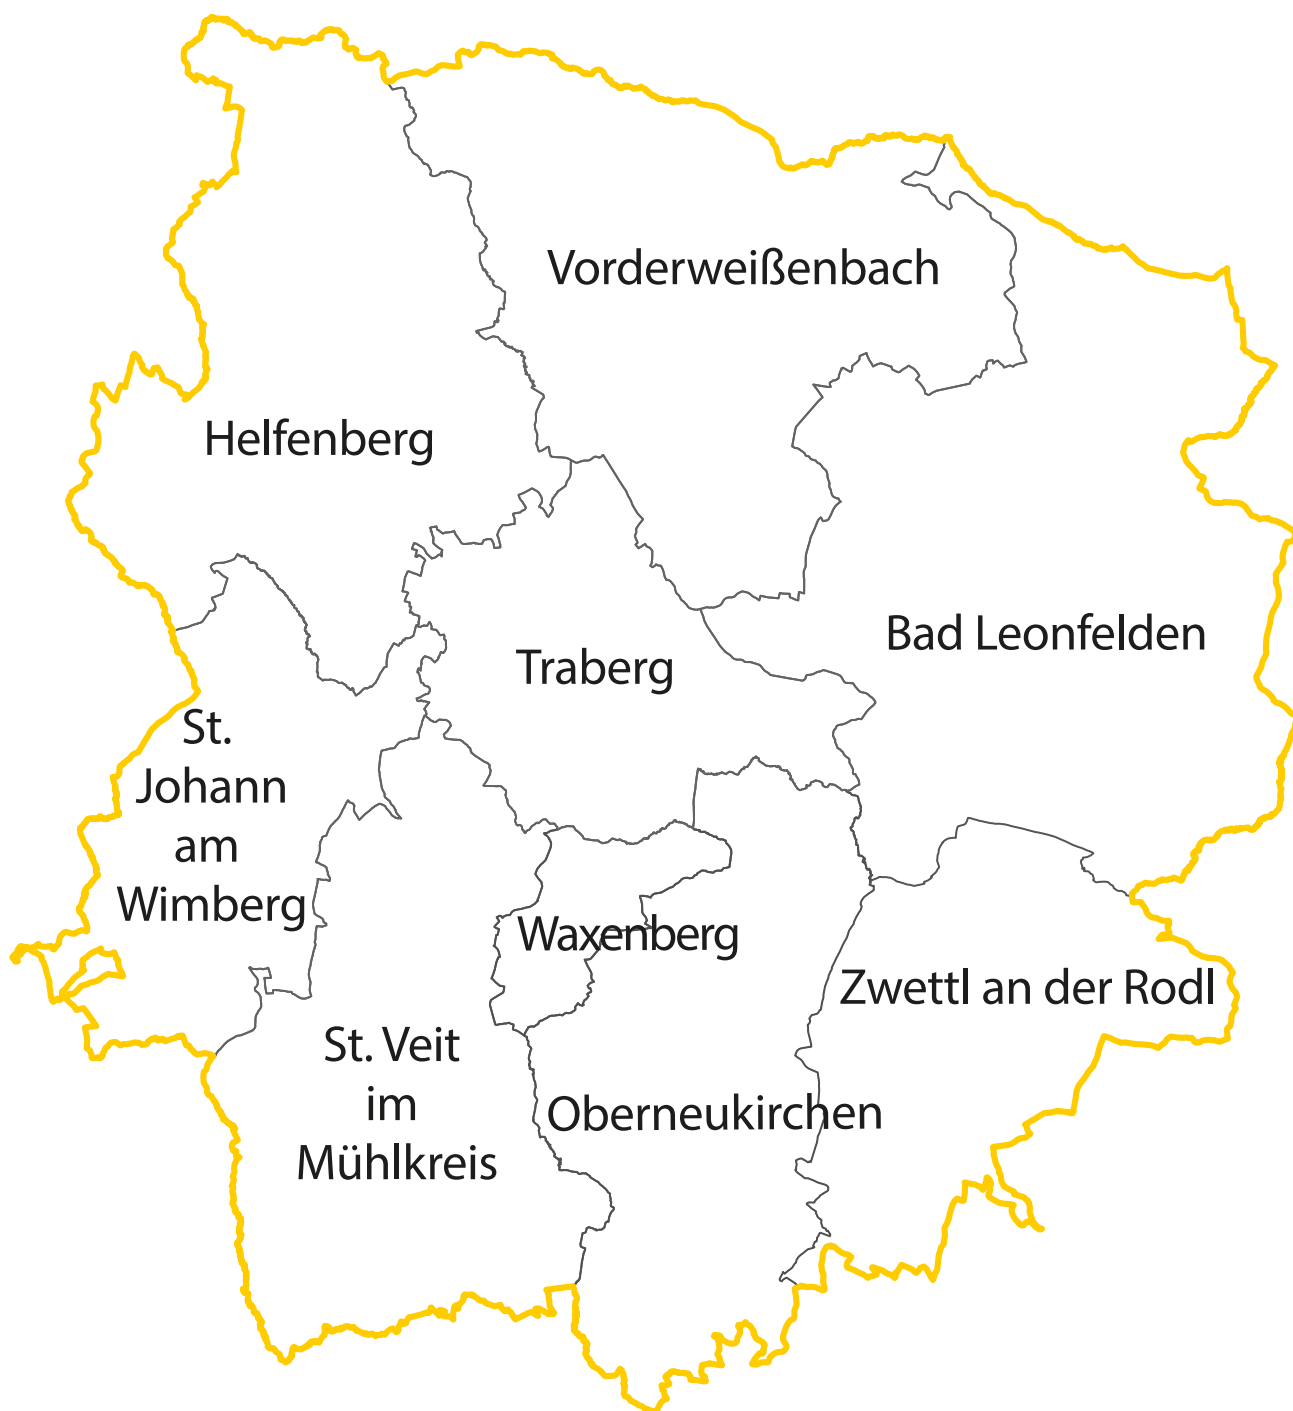 Vorderweißenbach
Helfenberg
Bad Leonfelden
Traberg
St.
Johann
am
Wimberg
Waxenberg
Zwettl an der Rodl
St. Veit
im
Mühlkreis
Oberneukirchen